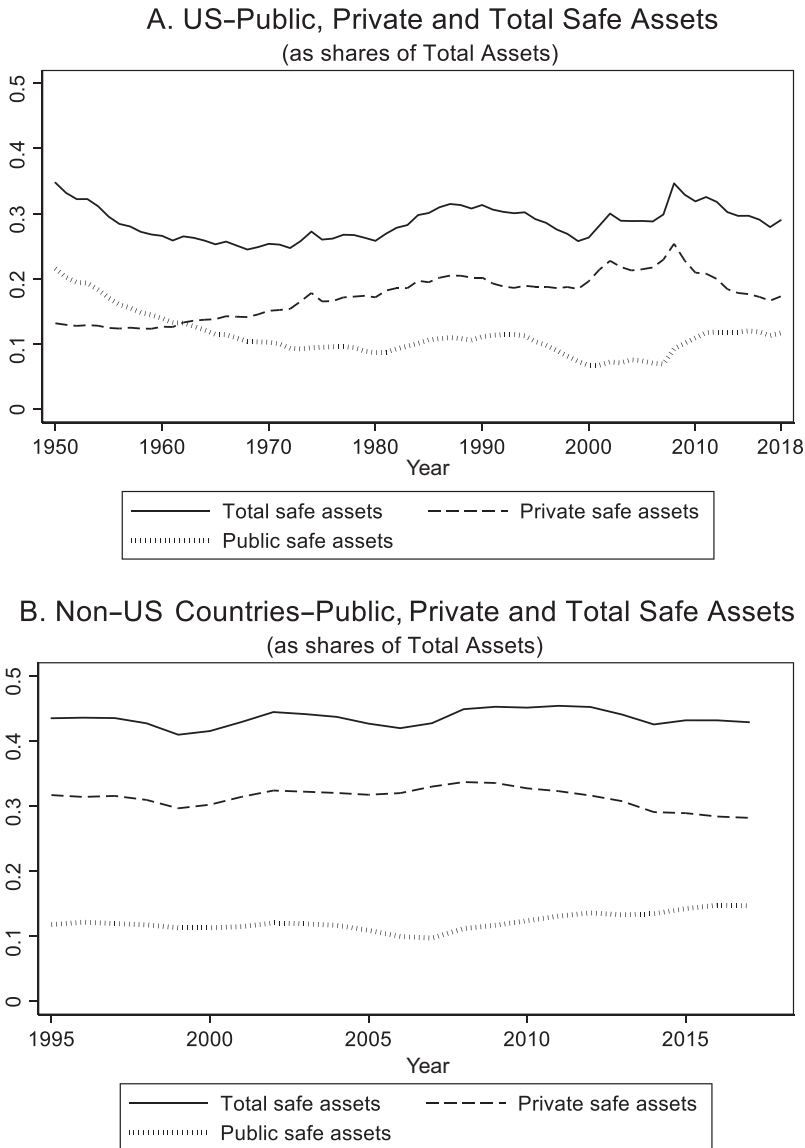 A. US–Public, Private and Total Safe Assets
(as shares of Total Assets)
0.5
0.4
0.3
0.2
0.1
0
1950 1960 1970 1980 1990 2000 2010 2018
Year
Total safe assets Private safe assets
Public safe assets
B. Non–US Countries–Public, Private and Total Safe Assets
(as shares of Total Assets)
0.5
0.4
0.3
0.2
0.1
0
1995 2000 2005 2010 2015
Year
Total safe assets Private safe assets
Public safe assets